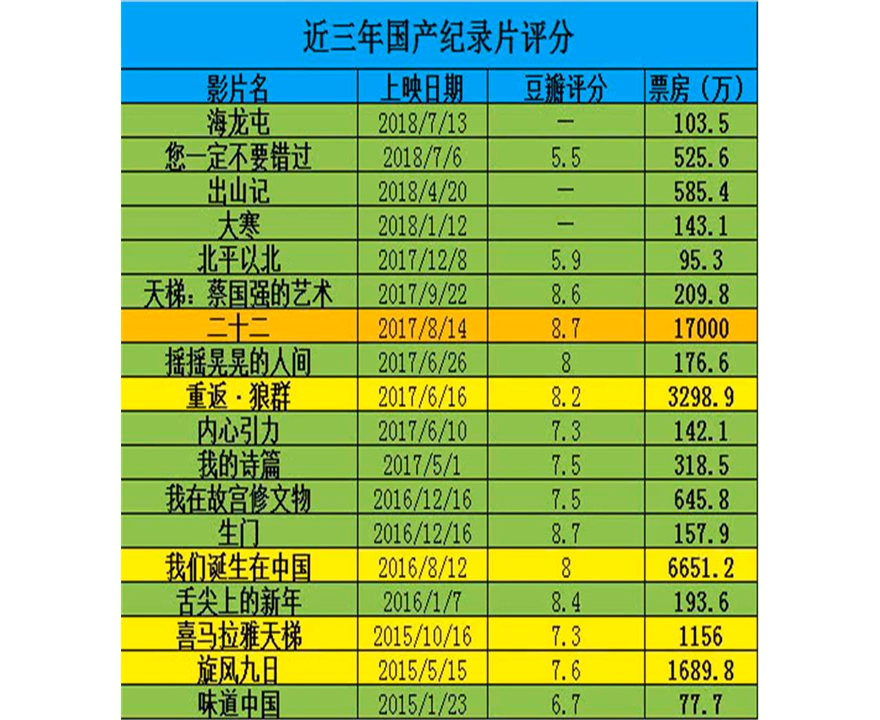 近三年国产纪录片评分
影片名 上映日期 豆瓣评分 票房（万）
海龙屯 2018/7/13 — 103.5
您一定不要错过 2018/7/6 5.5 525.6
出山记 2018/4/20 — 585.4
大寒 2018/1/12 — 143.1
北平以北 2017/12/8 5.9 95.3
天梯：蔡国强的艺术 2017/9/22 8.6 209.8
二十二 2017/8/14 8.7 17000
摇摇晃晃的人间 2017/6/26 8 176.6
重返·狼群 2017/6/16 8.2 3298.9
内心引力 2017/6/10 7.3 142.1
我的诗篇 2017/5/1 7.5 318.5
我在故宫修文物 2016/12/16 7.5 645.8
生门 2016/12/16 8.7 157.9
我们诞生在中国 2016/8/12 8 6651.2
舌尖上的新年 2016/1/7 8.4 193.6
喜马拉雅天梯 2015/10/16 7.3 1156
旋风九日 2015/5/15 7.6 1689.8
味道中国 2015/1/23 6.7 77.7